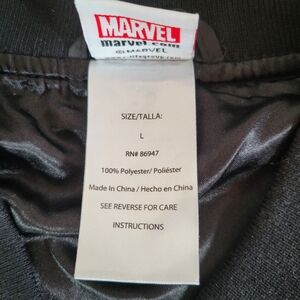 MARVEL
marvel.com
© MARVEL
SIZE/TALLA:
L
RN# 86947
100% Polyester/ Poliéster
Made In China / Hecho en China
SEE REVERSE FOR CARE
INSTRUCTIONS